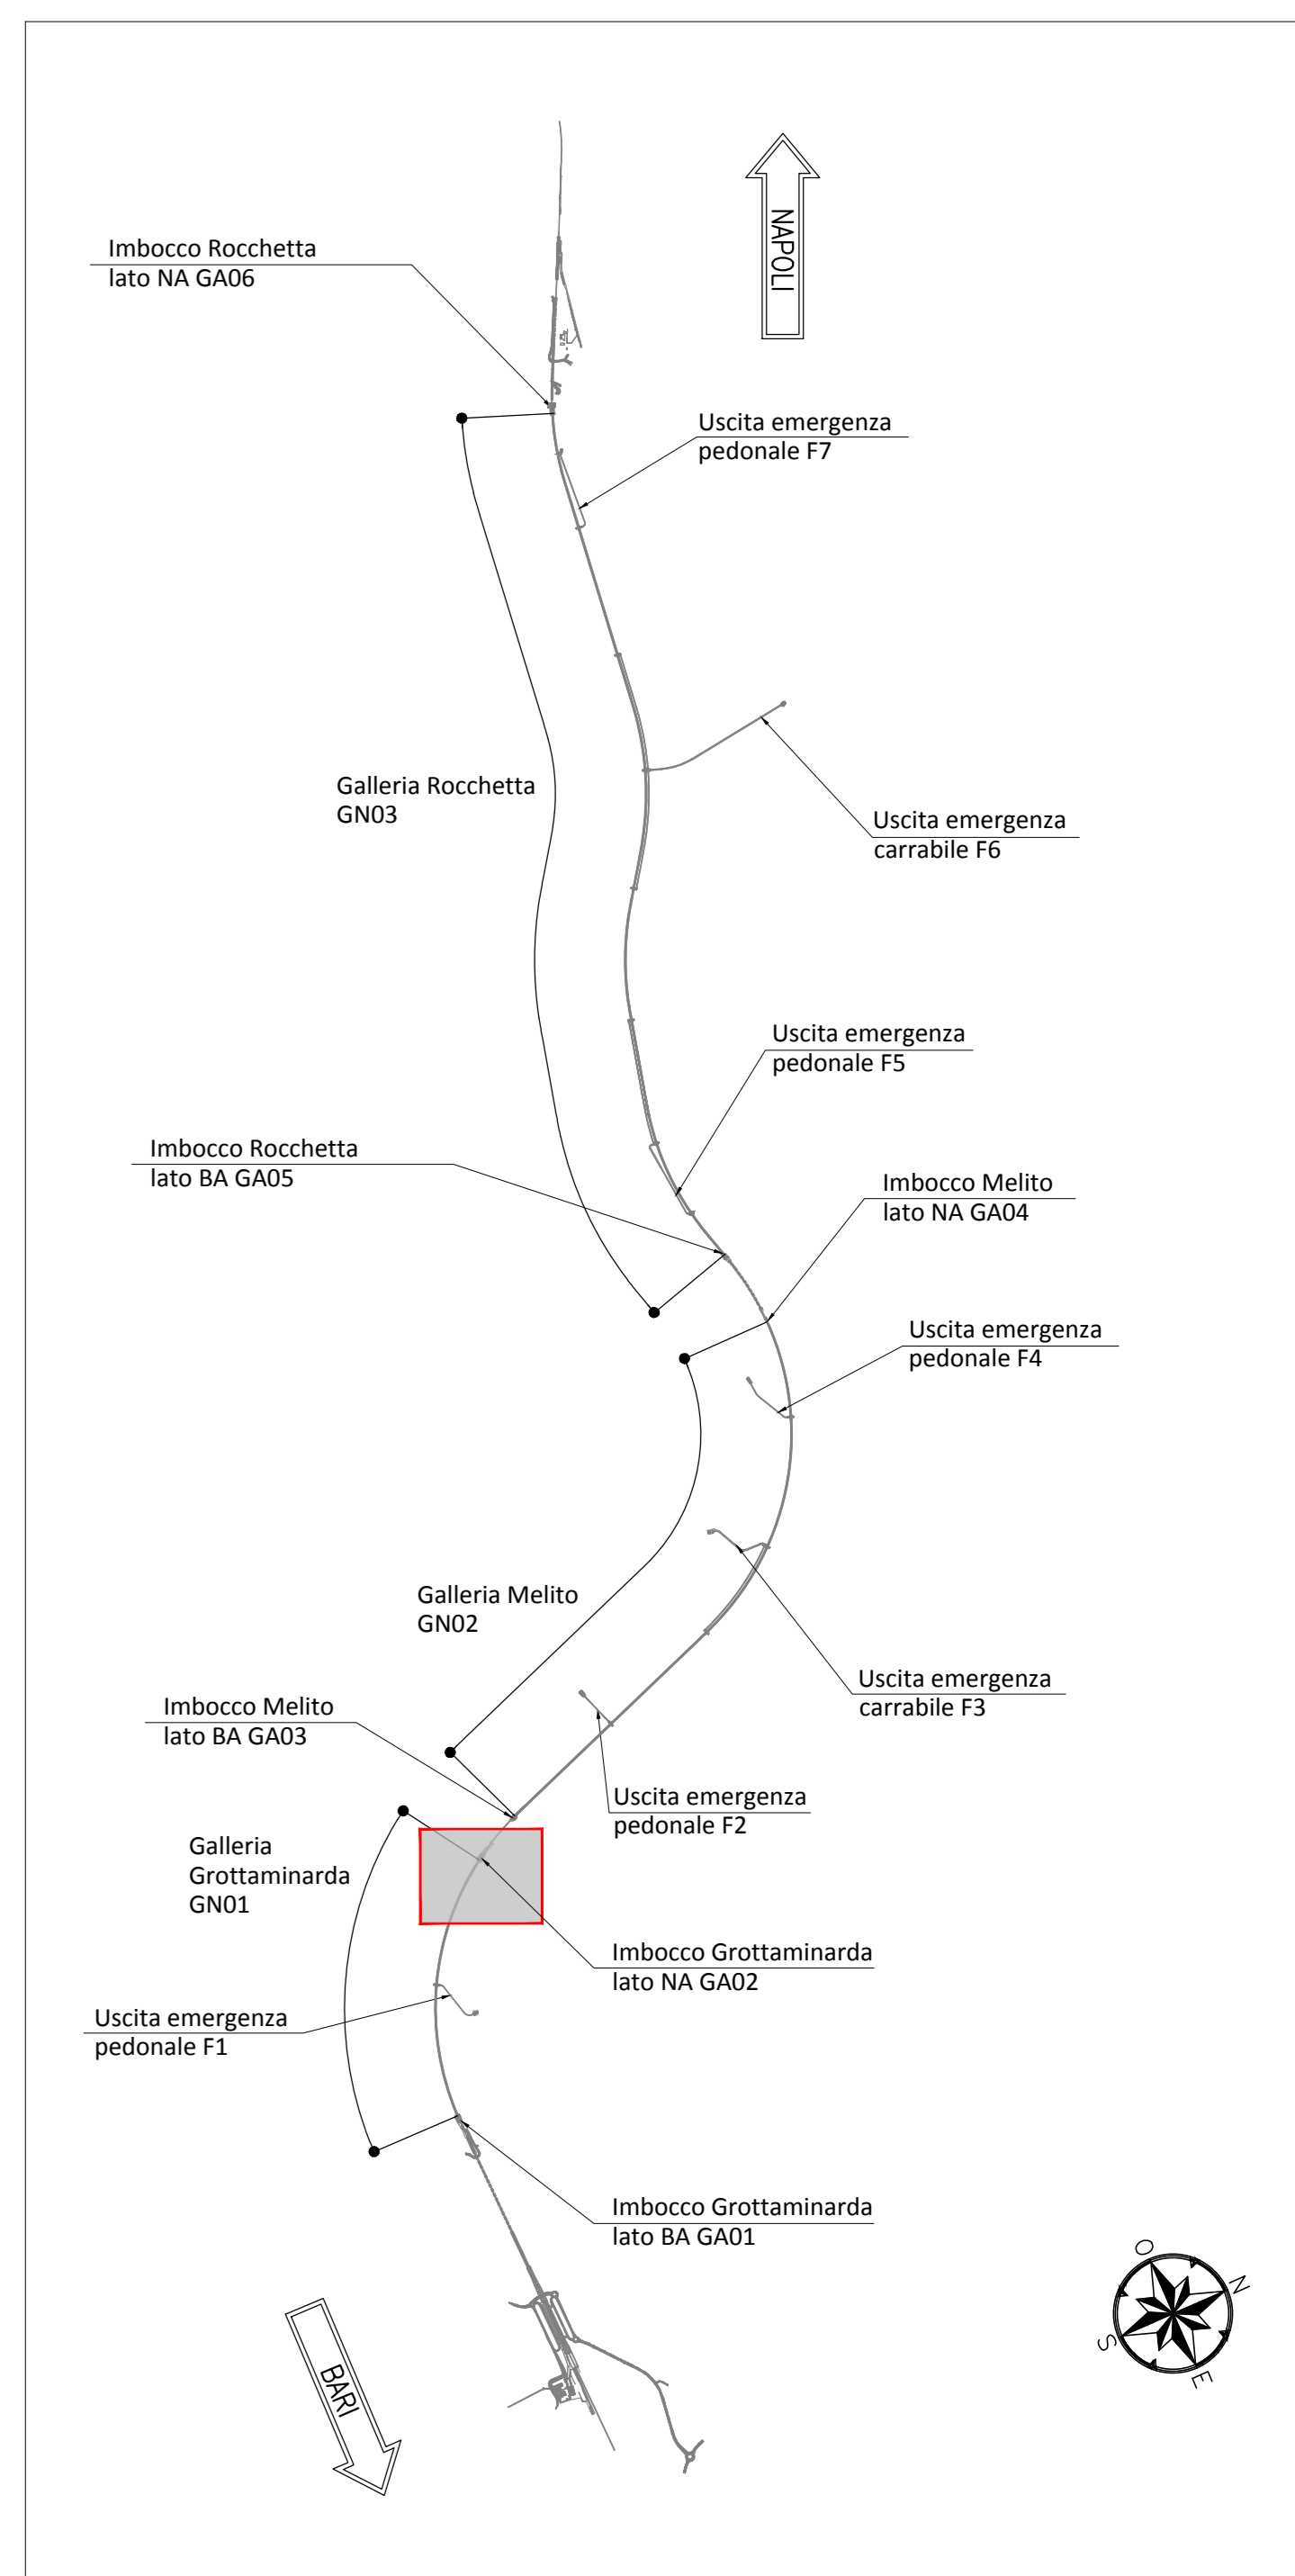 NAPOLI
Imbocco Rocchetta
lato NA GA06
Uscita emergenza
pedonale F7
Galleria Rocchetta
GN03
Uscita emergenza
carrabile F6
Uscita emergenza
pedonale F5
Imbocco Rocchetta
lato BA GA05
Imbocco Melito
lato NA GA04
Uscita emergenza
pedonale F4
Galleria Melito
GN02
Uscita emergenza
carrabile F3
Imbocco Melito
lato BA GA03
Uscita emergenza
pedonale F2
Galleria
Grottaminarda
GN01
Imbocco Grottaminarda
lato NA GA02
Uscita emergenza
pedonale F1
Imbocco Grottaminarda
lato BA GA01
O
N
S
E
BARI